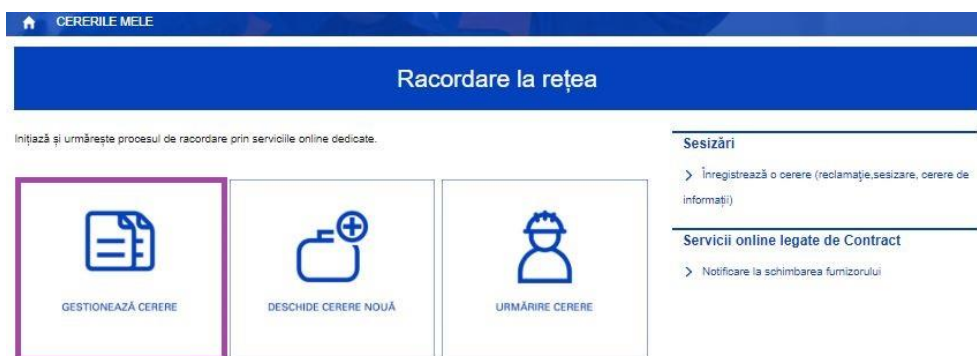 CERERILE MELE
Racordare la rețea
Inițiază și urmărește procesul de racordare prin serviciile online dedicate.
GESTIONEAZĂ CERERE
DESCHIDE CERERE NOUĂ
URMĂRIRE CERERE
Sesizări
Înregistrează o cerere (reclamaţie,sesizare, cerere de
informații)
Servicii online legate de Contract
Notificare la schimbarea furnizorului